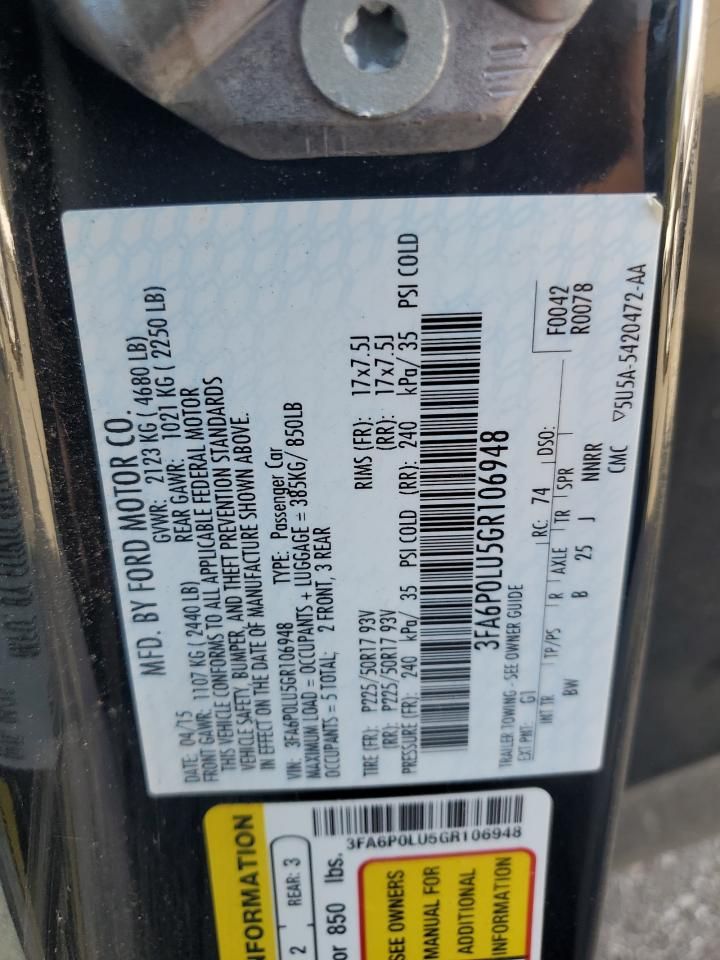 MFD. BY FORD MOTOR CO.
DATE: 04/15 GVWR: 2123 KG ( 4680 LB)
FRONT GAWR: 1107 KG ( 2440 LB) REAR GAWR: 1021 KG ( 2250 LB)
THIS VEHICLE CONFORMS TO ALL APPLICABLE FEDERAL MOTOR
VEHICLE SAFETY, BUMPER, AND THEFT PREVENTION STANDARDS
IN EFFECT ON THE DATE OF MANUFACTURE SHOWN ABOVE.
VIN: 3FA6P0LU5GR106948 TYPE: Passenger Car
MAXIMUM LOAD = OCCUPANTS + LUGGAGE = 385KG/ 850LB
OCCUPANTS = 5 TOTAL; 2 FRONT, 3 REAR
TIRE (FR): P225/50R17 93V RIMS (FR): 17x7.5J
TIRE (RR): P225/50R17 93V (RR): 17x7.5J
PRESSURE (FR): 240 kPa/ 35 PSI COLD (RR): 240 kPa/ 35 PSI COLD
3FA6P0LU5GR106948
TRAILER TOWING - SEE OWNER GUIDE F0042
EXT PNT: G1 RC: 74 DSO: R0078
INT TR TP/PS R AXLE TR SPR
BW B 25 J NNRR
CMC ▽5U5A-5420472-AA
3FA6P0LU5GR106948
NFORMATION
2 REAR: 3
or 850 lbs.
SEE OWNERS
MANUAL FOR
ADDITIONAL
INFORMATION